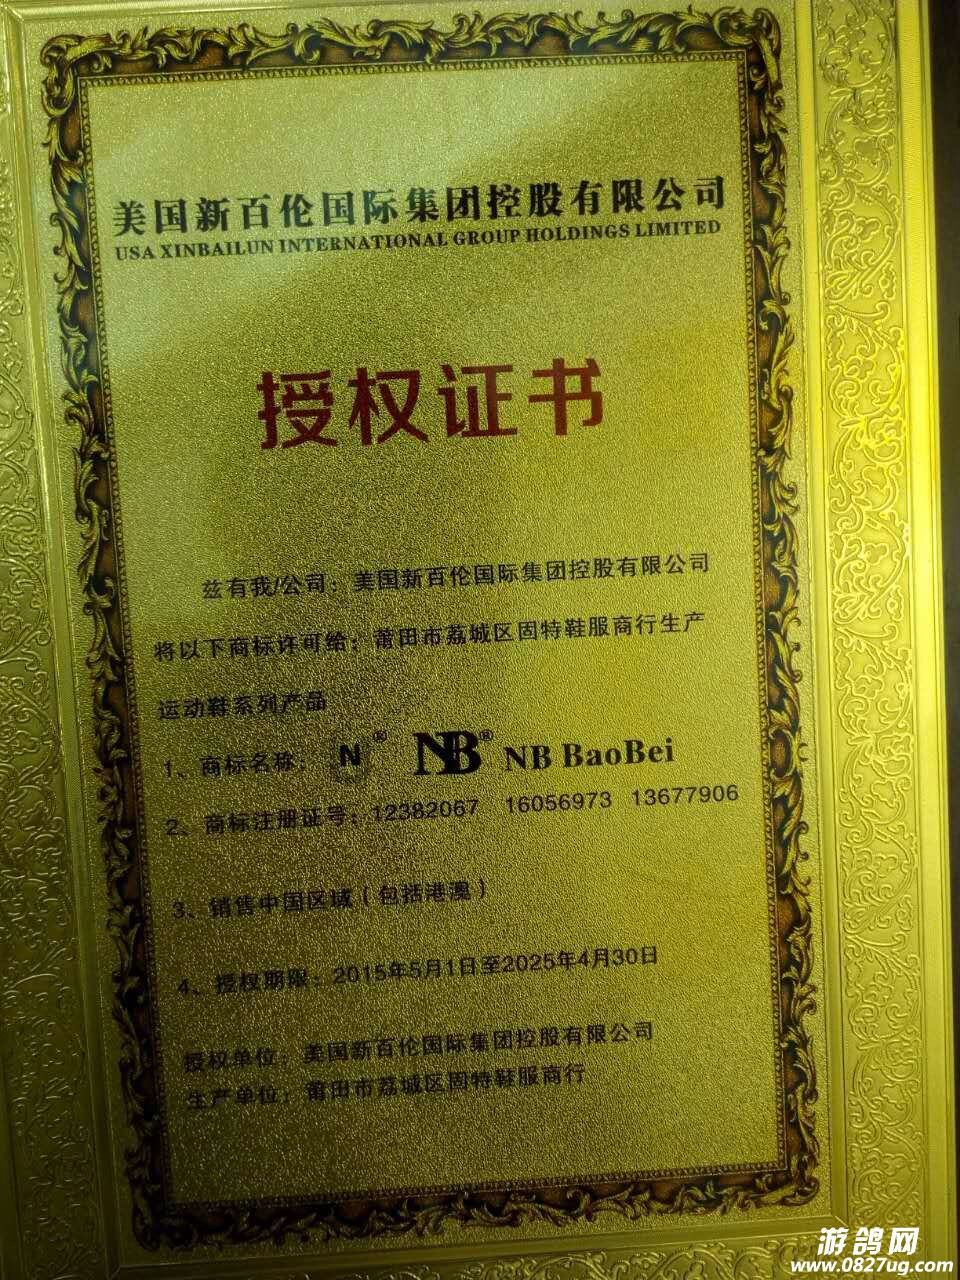 美国新百伦国际集团控股有限公司
USA XINBAILUN INTERNATIONAL GROUP HOLDINGS LIMITED
授权证书
兹有我/公司：美国新百伦国际集团控股有限公司
将以下商标许可给：莆田市荔城区固特鞋服商行生产
运动鞋系列产品
1、商标名称： N® NB® NB BaoBei
2、商标注册证号：12382067 16056973 13677906
3、销售中国区域（包括港澳）
4、授权期限：2015年5月1日至2025年4月30日
授权单位：美国新百伦国际集团控股有限公司
生产单位：莆田市荔城区固特鞋服商行
游鸽网
www.0827ug.com